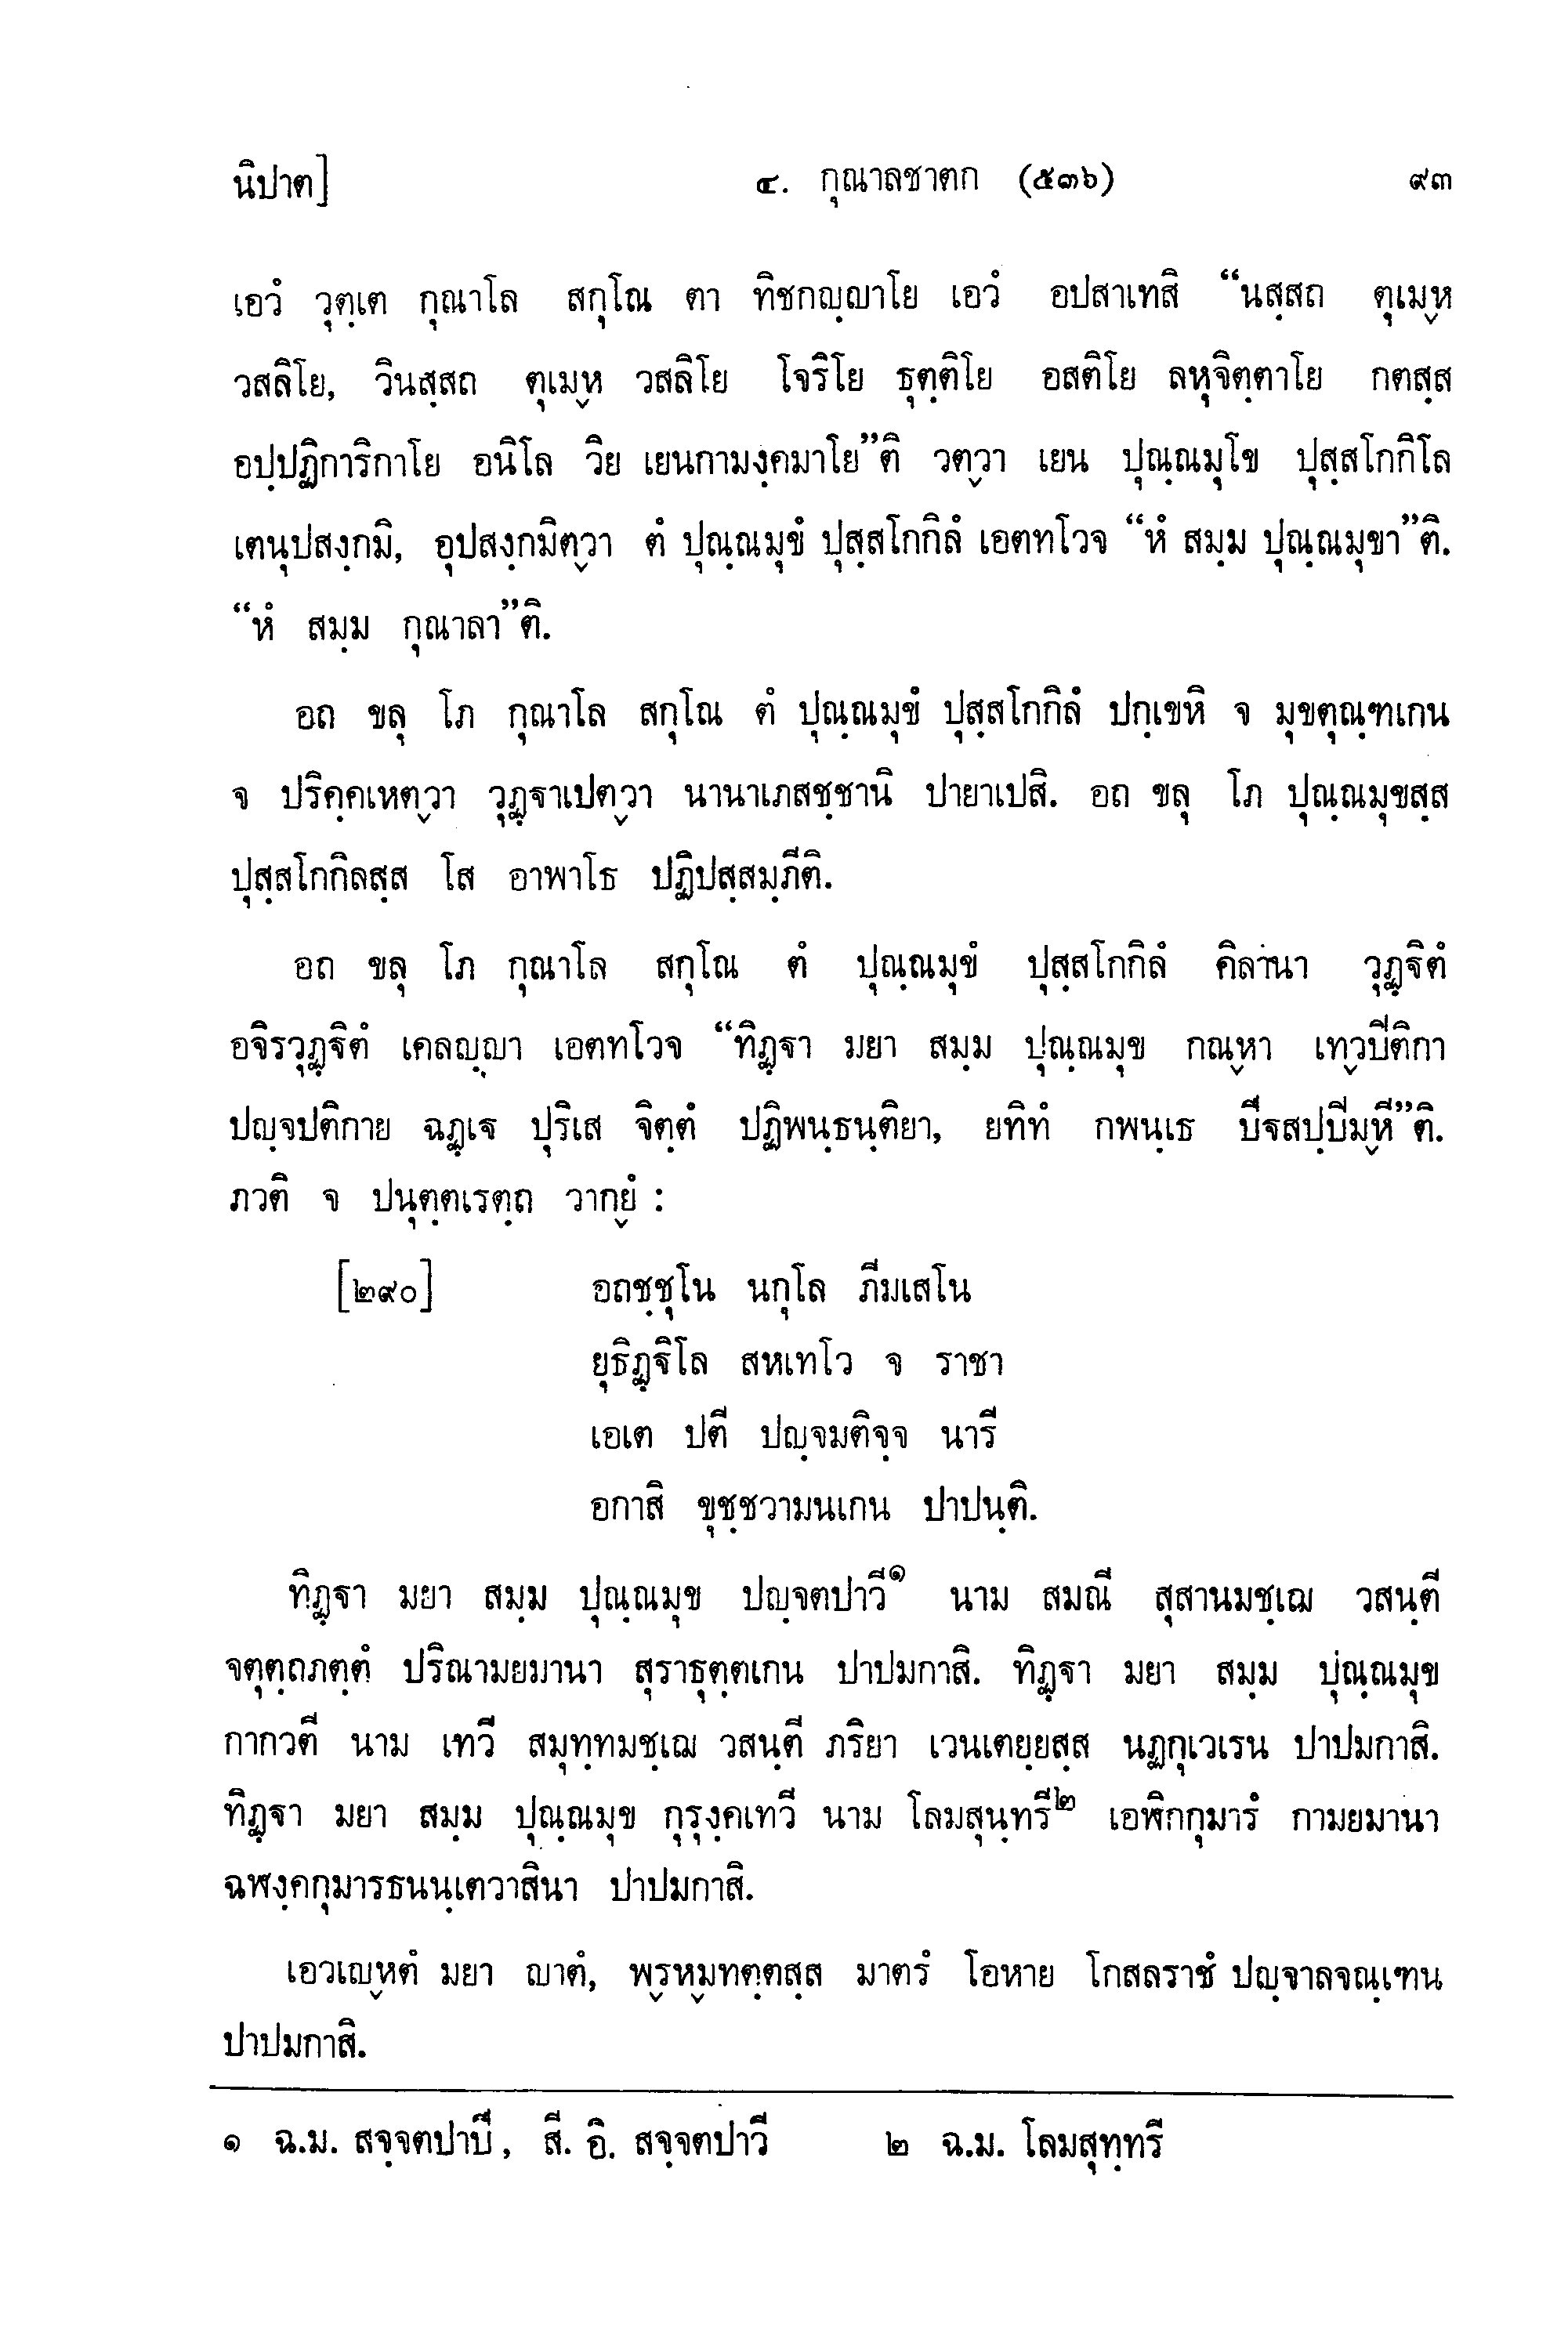 นิปาต]	๔. กุณาลชาตก (๕๓๖)	๙๓
เอวํ วุตฺเต กุณาโล สกุโณ ตา ทิชกญฺญาโย เอวํ อปสาเทสิ “นสฺสถ ตุเมฺห
วสลิโย, วินสฺสถ ตุเมฺห วสลิโย โจริโย ธุตฺติโย อสติโย ลหุจิตฺตาโย กตสฺส
อปฺปฏิการิกาโย อนิโล วิย เยนกามงฺคมาโย”ติ วตฺวา เยน ปุณฺณมุโข ปุสฺสโกกิโล
เตนุปสงฺกมิ, อุปสงฺกมิตฺวา ตํ ปุณฺณมุขํ ปุสฺสโกกิลํ เอตทโวจ “หํ สมฺม ปุณฺณมุขา”ติ.
“หํ สมฺม กุณาลา”ติ.
อถ ขลุ โภ กุณาโล สกุโณ ตํ ปุณฺณมุขํ ปุสฺสโกกิลํ ปกฺเขหิ จ มุขตุณฺฑเกน
จ ปริคฺคเหตฺวา วุฏฺฐาเปตฺวา นานาเภสชฺชานิ ปายาเปสิ. อถ ขลุ โภ ปุณฺณมุขสฺส
ปุสฺสโกกิลสฺส โส อาพาโธ ปฏิปสฺสมฺภีติ.
อถ ขลุ โภ กุณาโล สกุโณ ตํ ปุณฺณมุขํ ปุสฺสโกกิลํ คิลานา วุฏฺฐิตํ
อจิรวุฏฺฐิตํ เคลญฺญา เอตทโวจ “ทิฏฺฐา มยา สมฺม ปุณฺณมุข กณฺหา เทฺวปีติกา
ปญฺจปติกาย ฉฏฺเฐ ปุริเส จิตฺตํ ปฏิพนฺธนฺติยา, ยทิทํ กพนฺเธ ปีฐสปฺปีมฺหี”ติ.
ภวติ จ ปนุตฺตเรตฺถ วากฺยํ :
[๒๙๐]	อถชฺชุโน นกุโล ภีมเสโน
ยุธิฏฺฐิโล สหเทโว จ ราชา
เอเต ปตี ปญฺจมติจฺจ นารี
อกาสิ ขุชฺชวามนเกน ปาปนฺติ.
ทิฏฺฐา มยา สมฺม ปุณฺณมุข ปญฺจตปาวี๑ นาม สมณี สุสานมชฺเฌ วสนฺตี
จตุตฺถภตฺตํ ปริณามยมานา สุราธุตฺตเกน ปาปมกาสิ. ทิฏฺฐา มยา สมฺม ปุณฺณมุข
กากวตี นาม เทวี สมุทฺทมชฺเฌ วสนฺตี ภริยา เวนเตยฺยสฺส นฏกุเวเรน ปาปมกาสิ.
ทิฏฺฐา มยา สมฺม ปุณฺณมุข กุรุงฺคเทวี นาม โลมสุนฺทรี๒ เอฬิกกุมารํ กามยมานา
ฉฬงฺคกุมารธนนฺเตวาสินา ปาปมกาสิ.
เอวเญฺหตํ มยา ญาตํ, พฺรหฺมทตฺตสฺส มาตรํ โอหาย โกสลราชํ ปญฺจาลจณฺเฑน
ปาปมกาสิ.
๑ ฉ.ม. สจฺจตปาปี, สี. อิ. สจฺจตปาวี	๒ ฉ.ม. โลมสุทฺทรี